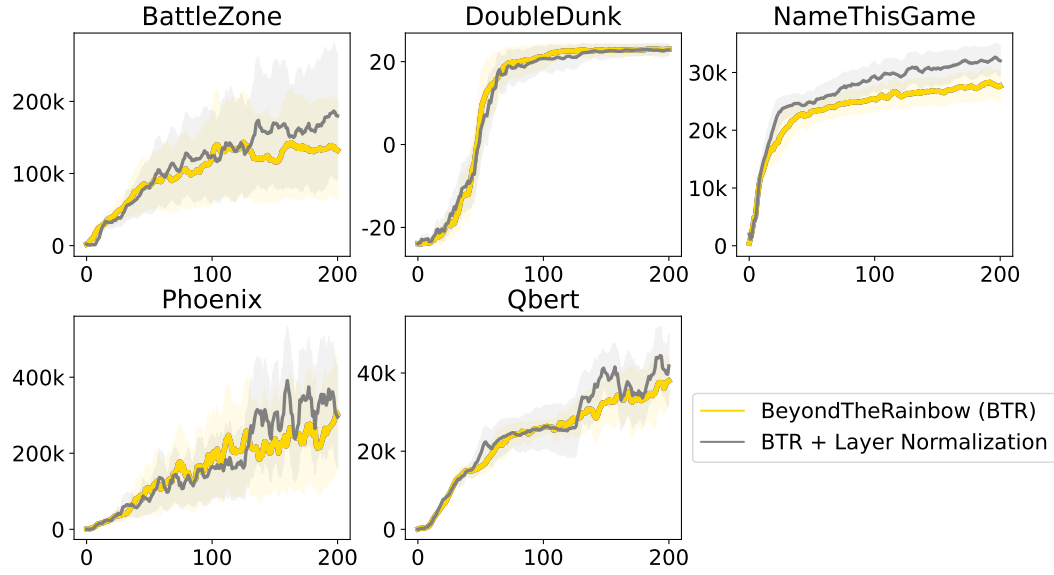 BattleZone
DoubleDunk
NameThisGame
200k
100k
0
0
100
200
20
0
-20
0
100
200
30k
20k
10k
0
0
100
200
Phoenix
Qbert
400k
200k
0
0
100
200
40k
20k
0
0
100
200
BeyondTheRainbow (BTR)
BTR + Layer Normalization